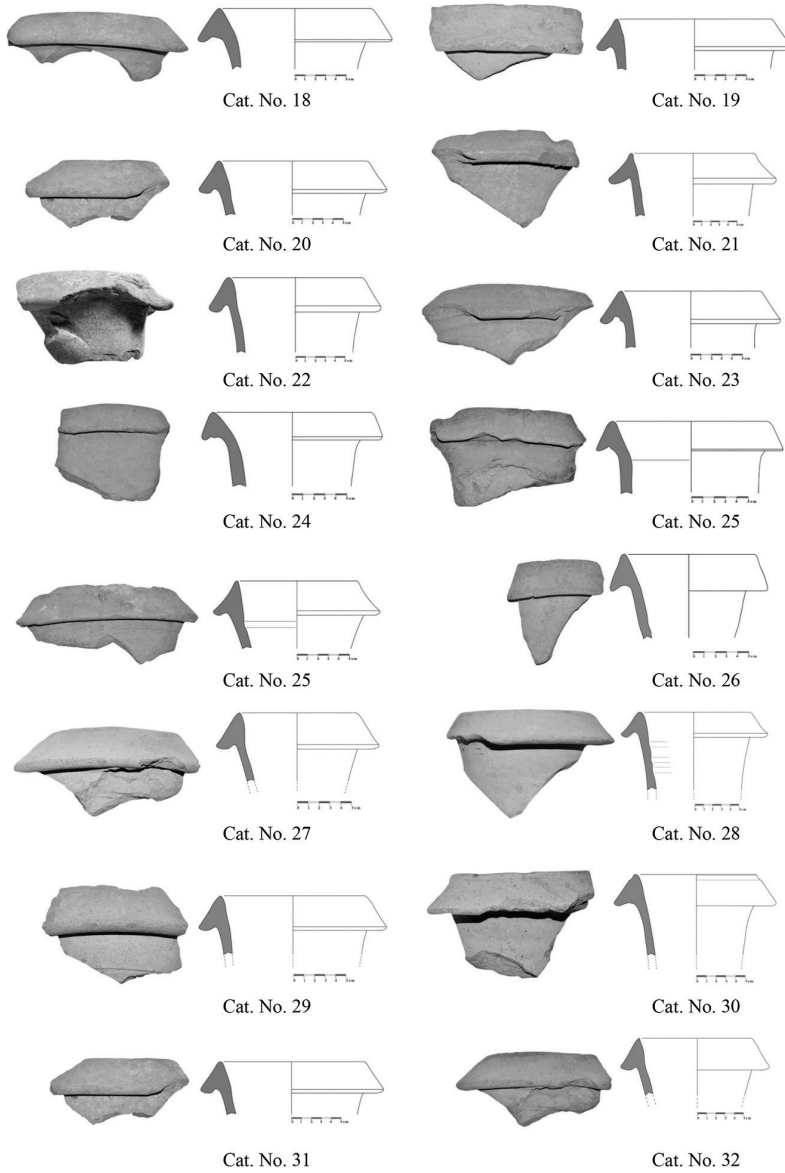 Cat. No. 18
Cat. No. 19
Cat. No. 20
Cat. No. 21
Cat. No. 22
Cat. No. 23
Cat. No. 24
Cat. No. 25
Cat. No. 25
Cat. No. 26
Cat. No. 27
Cat. No. 28
Cat. No. 29
Cat. No. 30
Cat. No. 31
Cat. No. 32